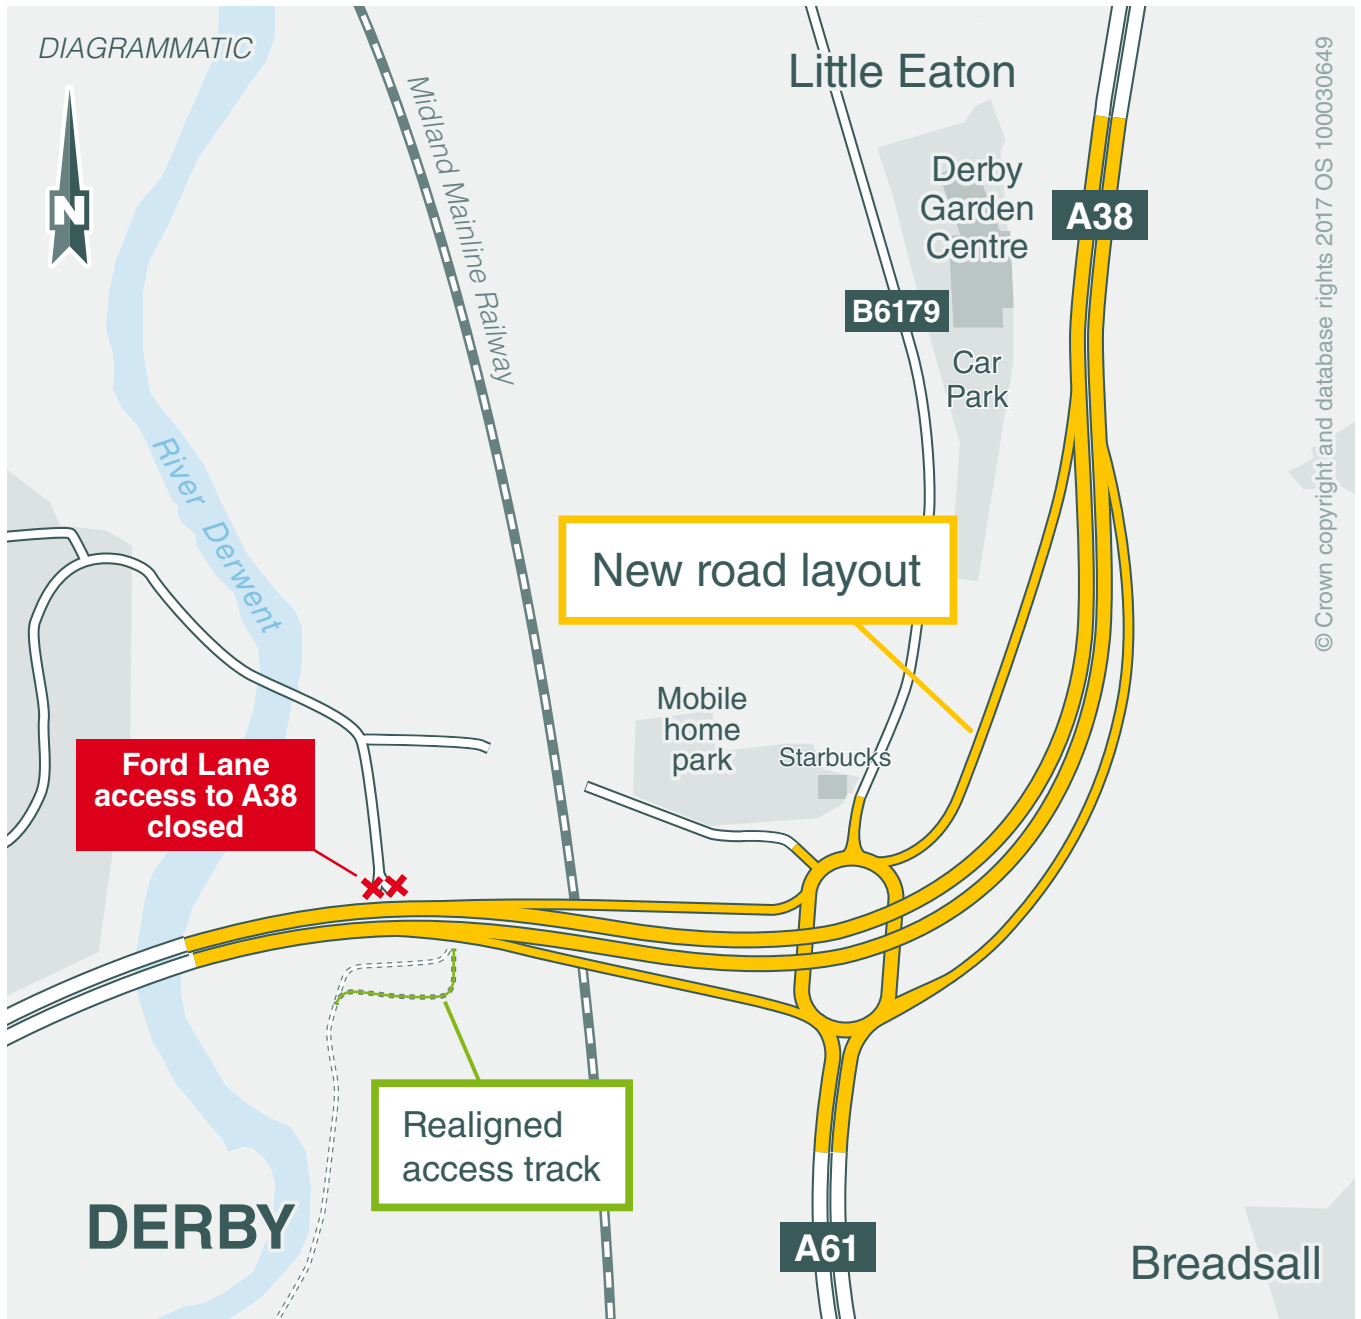 DIAGRAMMATIC
N
Midland Mainline Railway
Little Eaton
Derby
Garden
Centre
A38
B6179
Car
Park
© Crown copyright and database rights 2017 OS 100030649
River Derwent
New road layout
Mobile
home
park
Starbucks
Ford Lane
access to A38
closed
Realigned
access track
DERBY
A61
Breadsall